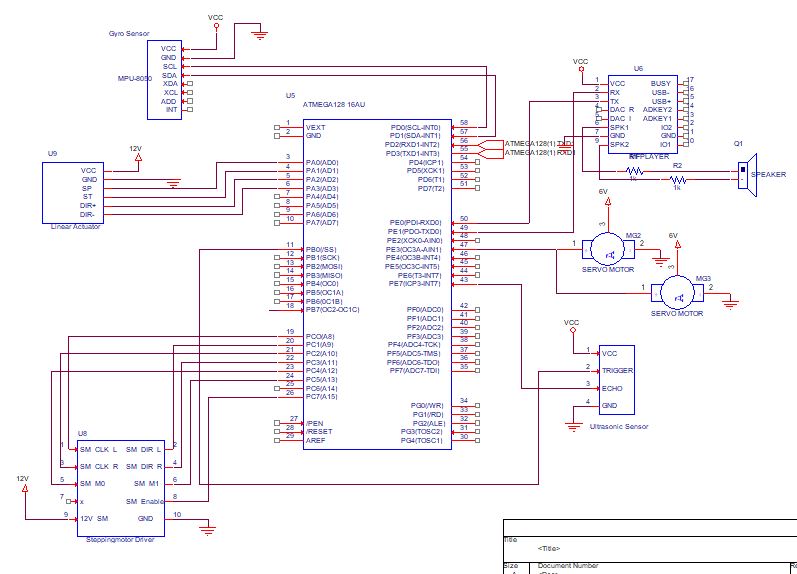 VCC
Gyro Sensor
VCC
GND
SCL
SDA
XDA
XCL
ADD
INT
MPU-8050
U5
ATMEGA128 16AU
1 VEXT
2 GND
3 PA0(AD0)
4 PA1(AD1)
5 PA2(AD2)
6 PA3(AD3)
7 PA4(AD4)
8 PA5(AD5)
9 PA6(AD6)
10 PA7(AD7)
11 PB0(/SS)
12 PB1(SCK)
13 PB2(MOSI)
14 PB3(MISO)
15 PB4(OC0)
16 PB5(OC1A)
17 PB6(OC1B)
18 PB7(OC2-OC1C)
19 PC0(A8)
20 PC1(A9)
21 PC2(A10)
22 PC3(A11)
23 PC4(A12)
24 PC5(A13)
25 PC6(A14)
26 PC7(A15)
27 /PEN
28 /RESET
29 AREF
PD0(SCL-INT0) 58
PD1(SDA-INT1) 57
PD2(RXD1-INT2) 56
PD3(TXD1-INT3) 55
PD4(ICP1) 54
PD5(XCK1) 53
PD6(T1) 52
PD7(T2) 51
PE0(PDI-RXD0) 50
PE1(PDO-TXD0) 49
PE2(XCK0-AIN0) 48
PE3(OC3A-AIN1) 47
PE4(OC3B-INT4) 46
PE5(OC3C-INT5) 45
PE6(T3-INT7) 44
PE7(ICP3-INT7) 43
PF0(ADC0) 42
PF1(ADC1) 41
PF2(ADC2) 40
PF3(ADC3) 39
PF4(ADC4-TCK) 38
PF5(ADC5-TMS) 37
PF6(ADC6-TDO) 36
PF7(ADC7-TDI) 35
PG0(/WR) 34
PG1(/RD) 33
PG2(ALE) 32
PG3(TOSC2) 31
PG4(TOSC1) 30
ATMEGA128(1) TXD1
ATMEGA128(1) RXD1
U9
12V
VCC
GND
SP
ST
DIR+
DIR-
Linear Actuator
VCC
U6
1 VCC
2 RX
3 TX
DAC_R
DAC_I
6 SPK1
7 GND
9 SPK2
BUSY
USB-
USB+
ADKEY2
ADKEY1
IO2
GND
IO1
R1
1k
R2
1k
Q1
SPEAKER
6V
3
MG2
1
2
SERVO MOTOR
6V
3
MG3
1
2
SERVO MOTOR
VCC
1 VCC
2 TRIGGER
3 ECHO
4 GND
Ultrasonic Sensor
U8
1 SM CLK L
3 SM CLK R
5 SM M0
7 x
9 12V SM
SM DIR L 2
SM DIR R 4
SM M1 6
SM Enable 8
GND 10
12V
Steppingmotor Driver
Title
<Title>
Size
Document Number